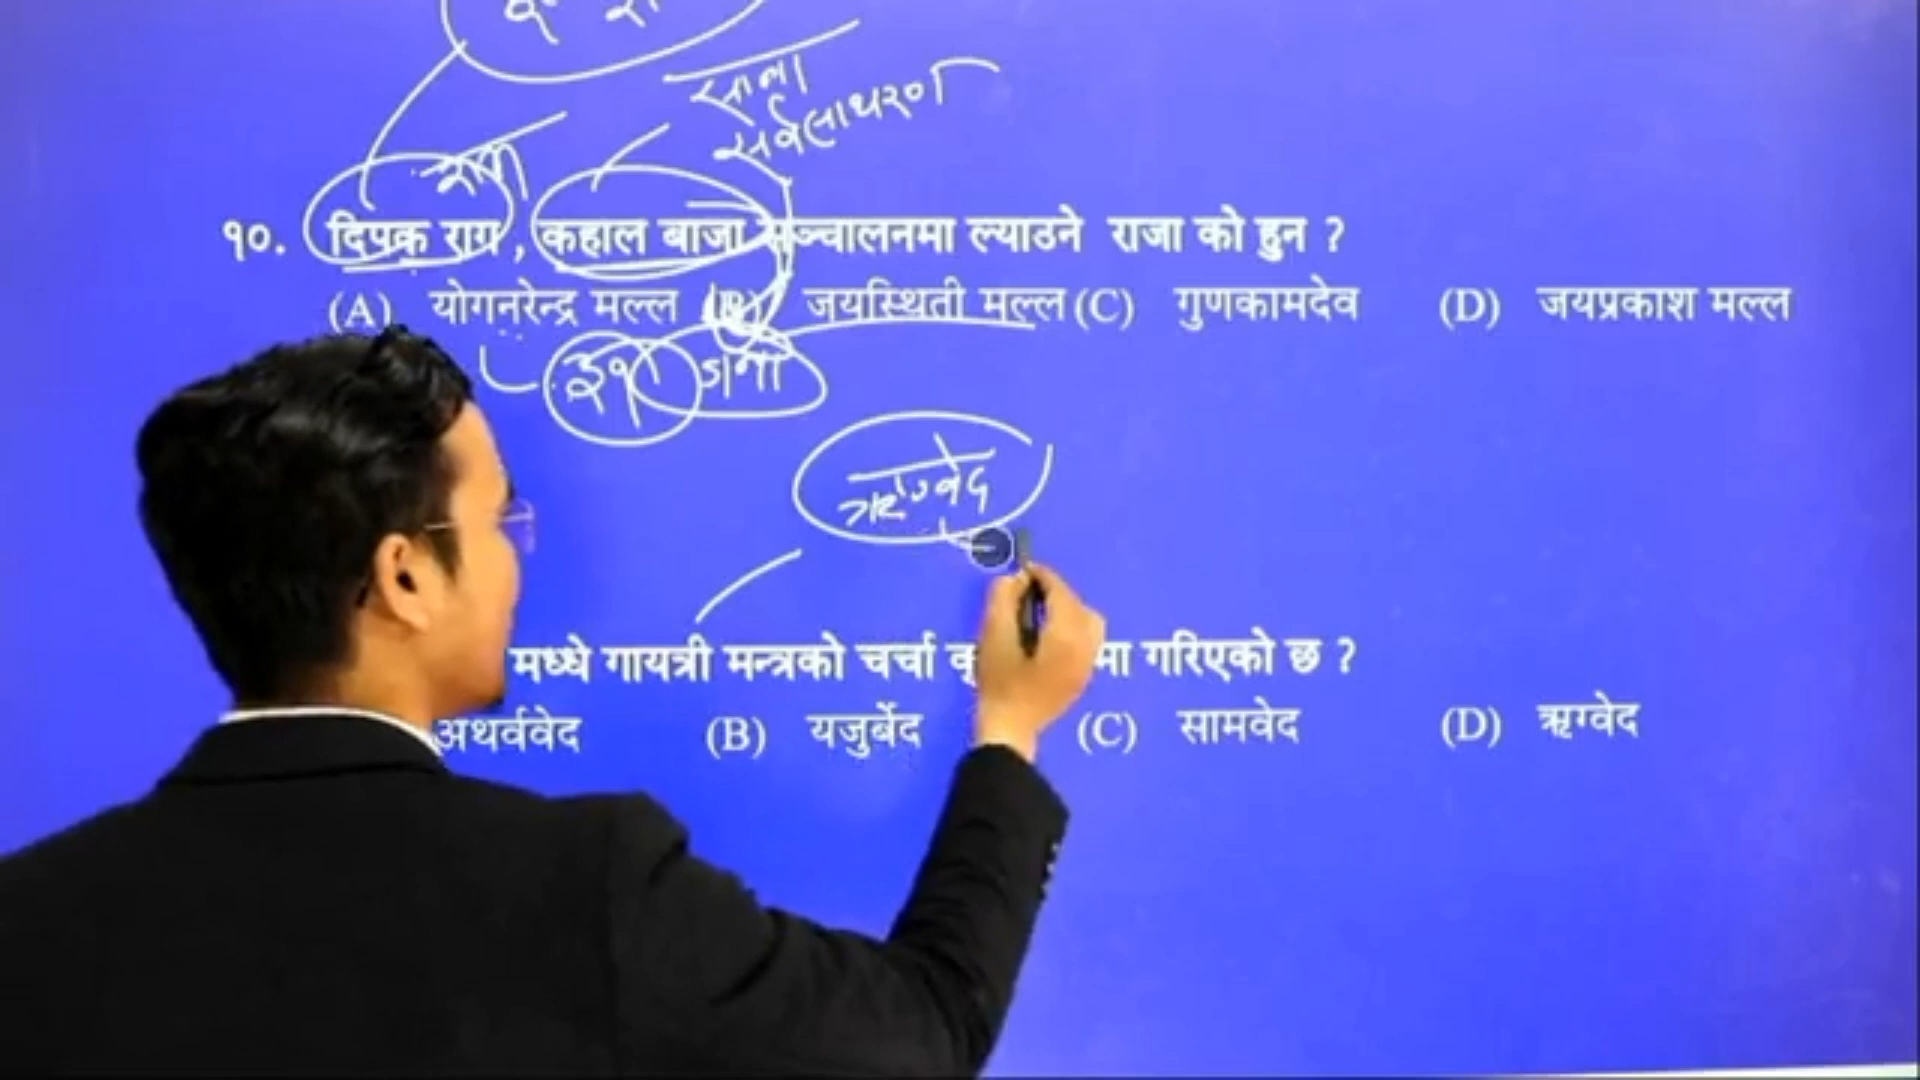 साना
सर्वसाधरण
राजा
१०. दिपक राग , कहाल बाजा सञ्चालनमा ल्याउने राजा को हुन ?
(A) योगनरेन्द्र मल्ल (B) जयस्थिती मल्ल (C) गुणकामदेव (D) जयप्रकाश मल्ल
ऋग्वेद
मध्धे गायत्री मन्त्रको चर्चा मा गरिएको छ ?
अथर्ववेद (B) यजुर्बेद (C) सामवेद (D) ऋग्वेद